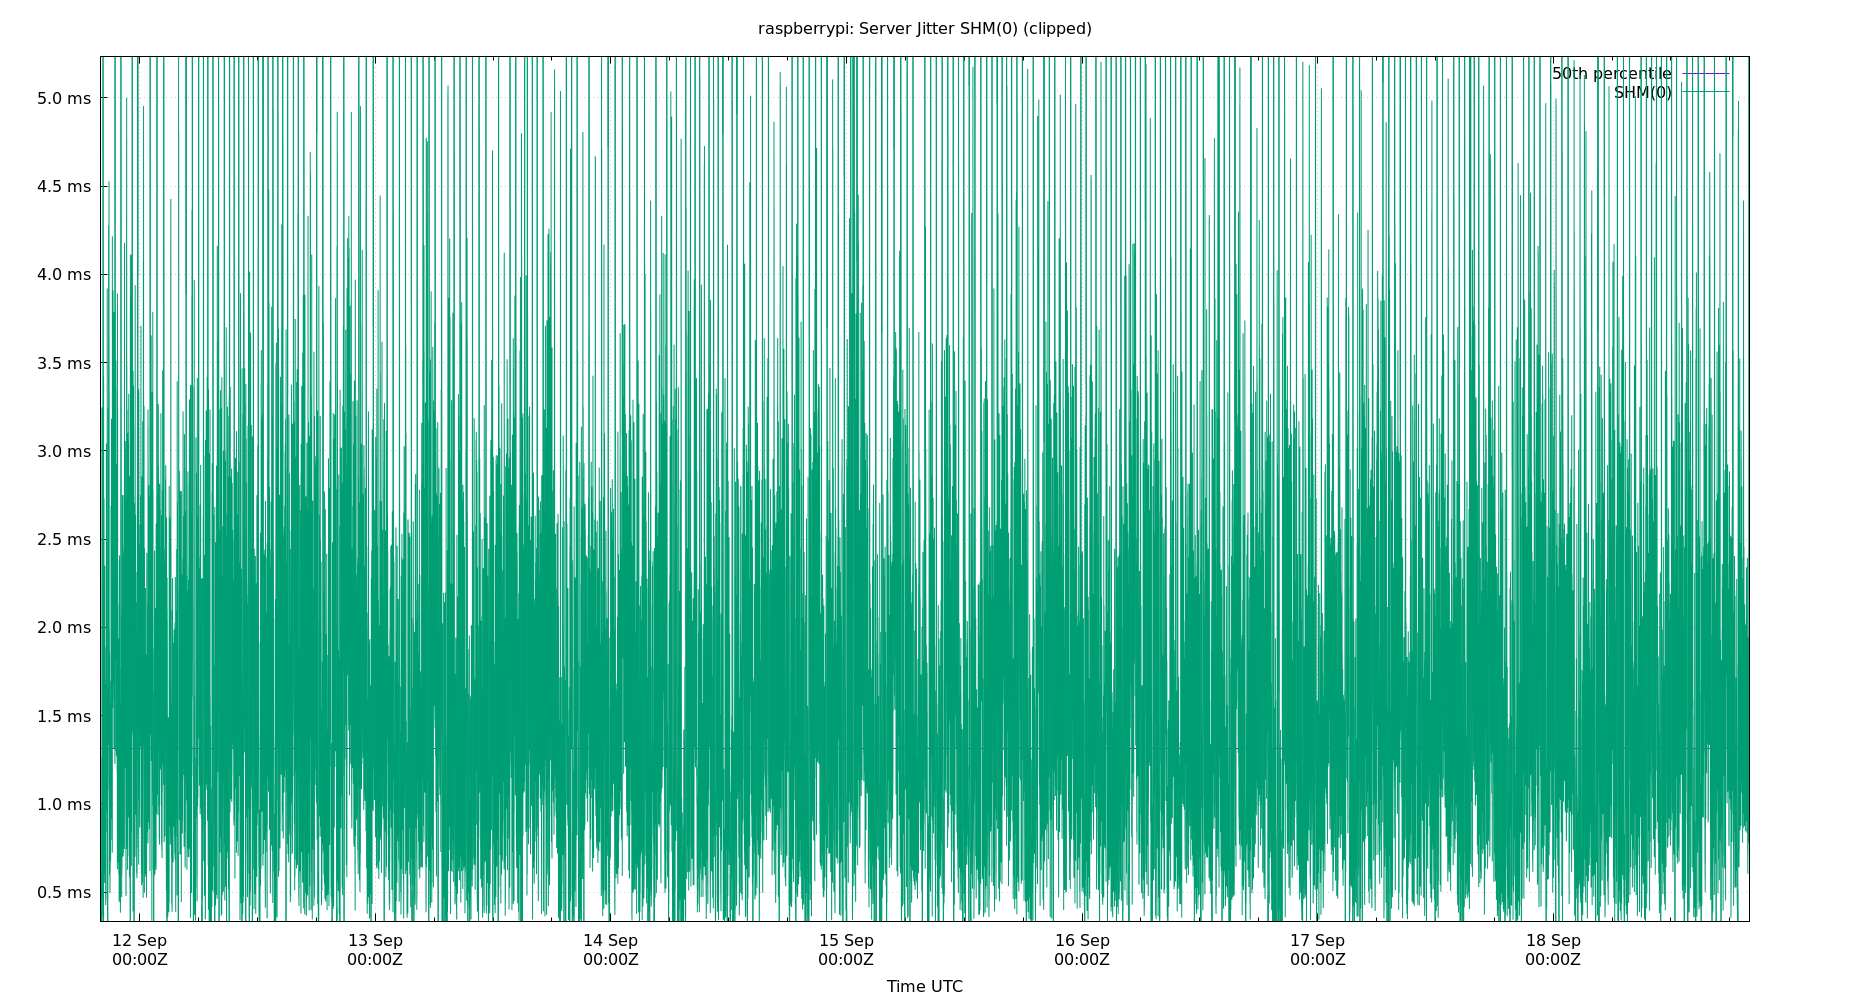 raspberrypi: Server Jitter SHM(0) (clipped)
50th percentile
SHM(0)
5.0 ms
4.5 ms
4.0 ms
3.5 ms
3.0 ms
2.5 ms
2.0 ms
1.5 ms
1.0 ms
0.5 ms
12 Sep 13 Sep 14 Sep 15 Sep 16 Sep 17 Sep 18 Sep
00:00Z 00:00Z 00:00Z 00:00Z 00:00Z 00:00Z 00:00Z
Time UTC